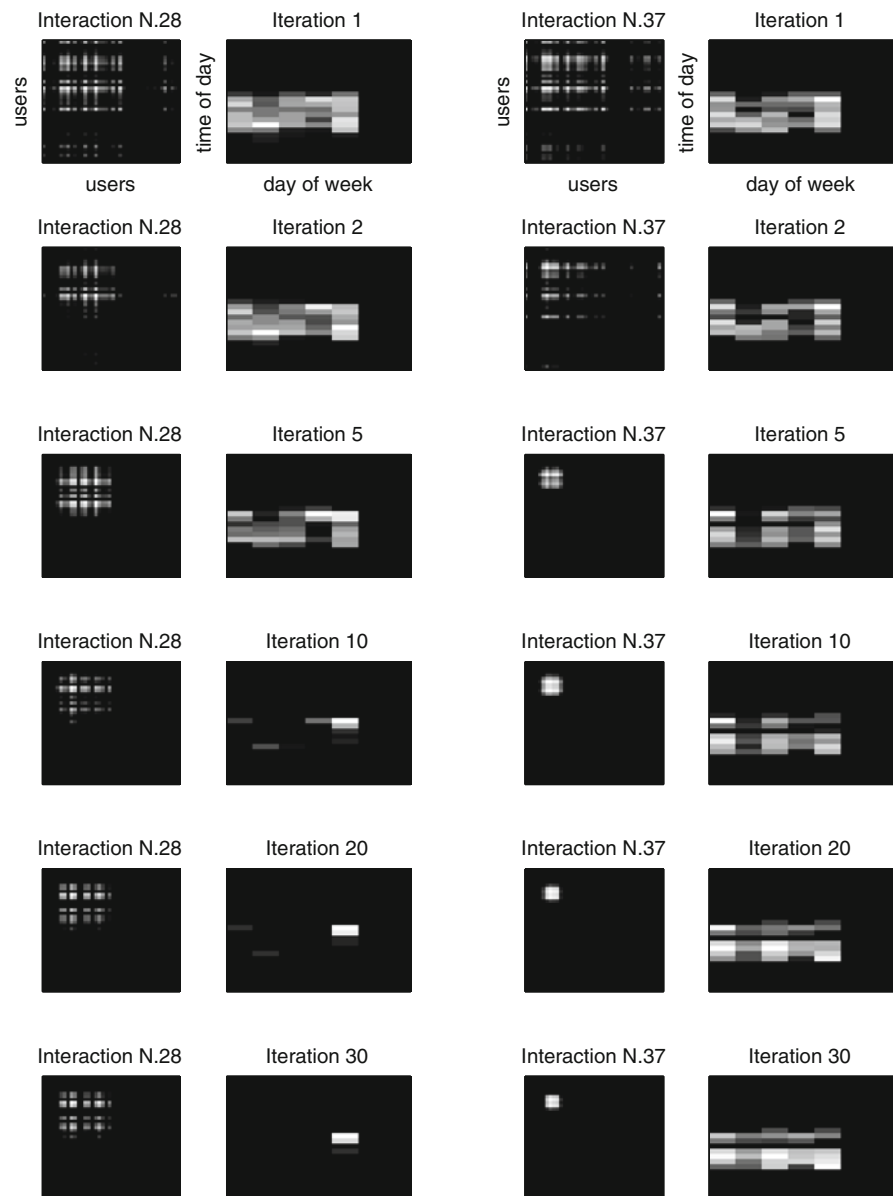 Interaction N.28 Iteration 1 Interaction N.37 Iteration 1
users time of day users time of day
users day of week users day of week
Interaction N.28 Iteration 2 Interaction N.37 Iteration 2
Interaction N.28 Iteration 5 Interaction N.37 Iteration 5
Interaction N.28 Iteration 10 Interaction N.37 Iteration 10
Interaction N.28 Iteration 20 Interaction N.37 Iteration 20
Interaction N.28 Iteration 30 Interaction N.37 Iteration 30